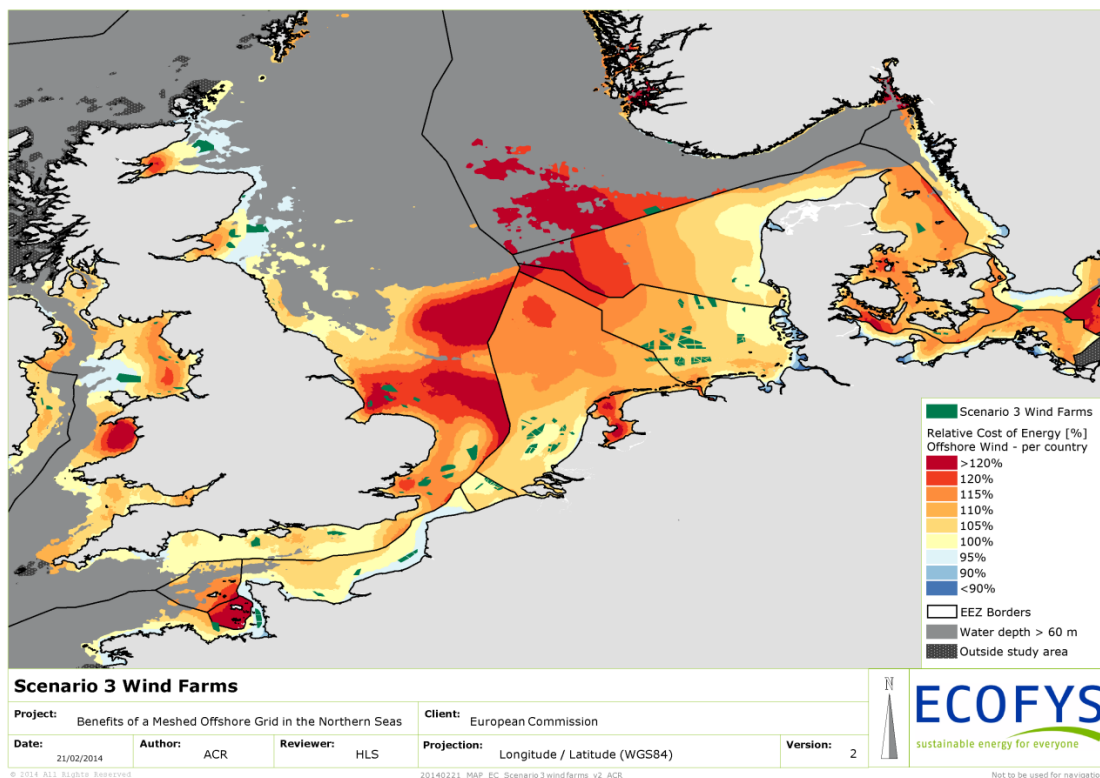 Scenario 3 Wind Farms
Relative Cost of Energy [%]
Offshore Wind - per country
>120%
120%
115%
110%
105%
100%
95%
90%
<90%
EEZ Borders
Water depth > 60 m
Outside study area
Scenario 3 Wind Farms
Project: Benefits of a Meshed Offshore Grid in the Northern Seas
Client: European Commission
Date: 21/02/2014
Author: ACR
Reviewer: HLS
Projection: Longitude / Latitude (WGS84)
Version: 2
N
ECOFYS
sustainable energy for everyone
© 2014 All Rights Reserved
20140221_MAP_EC_Scenario 3 wind farms_v2_ACR
Not to be used for navigation